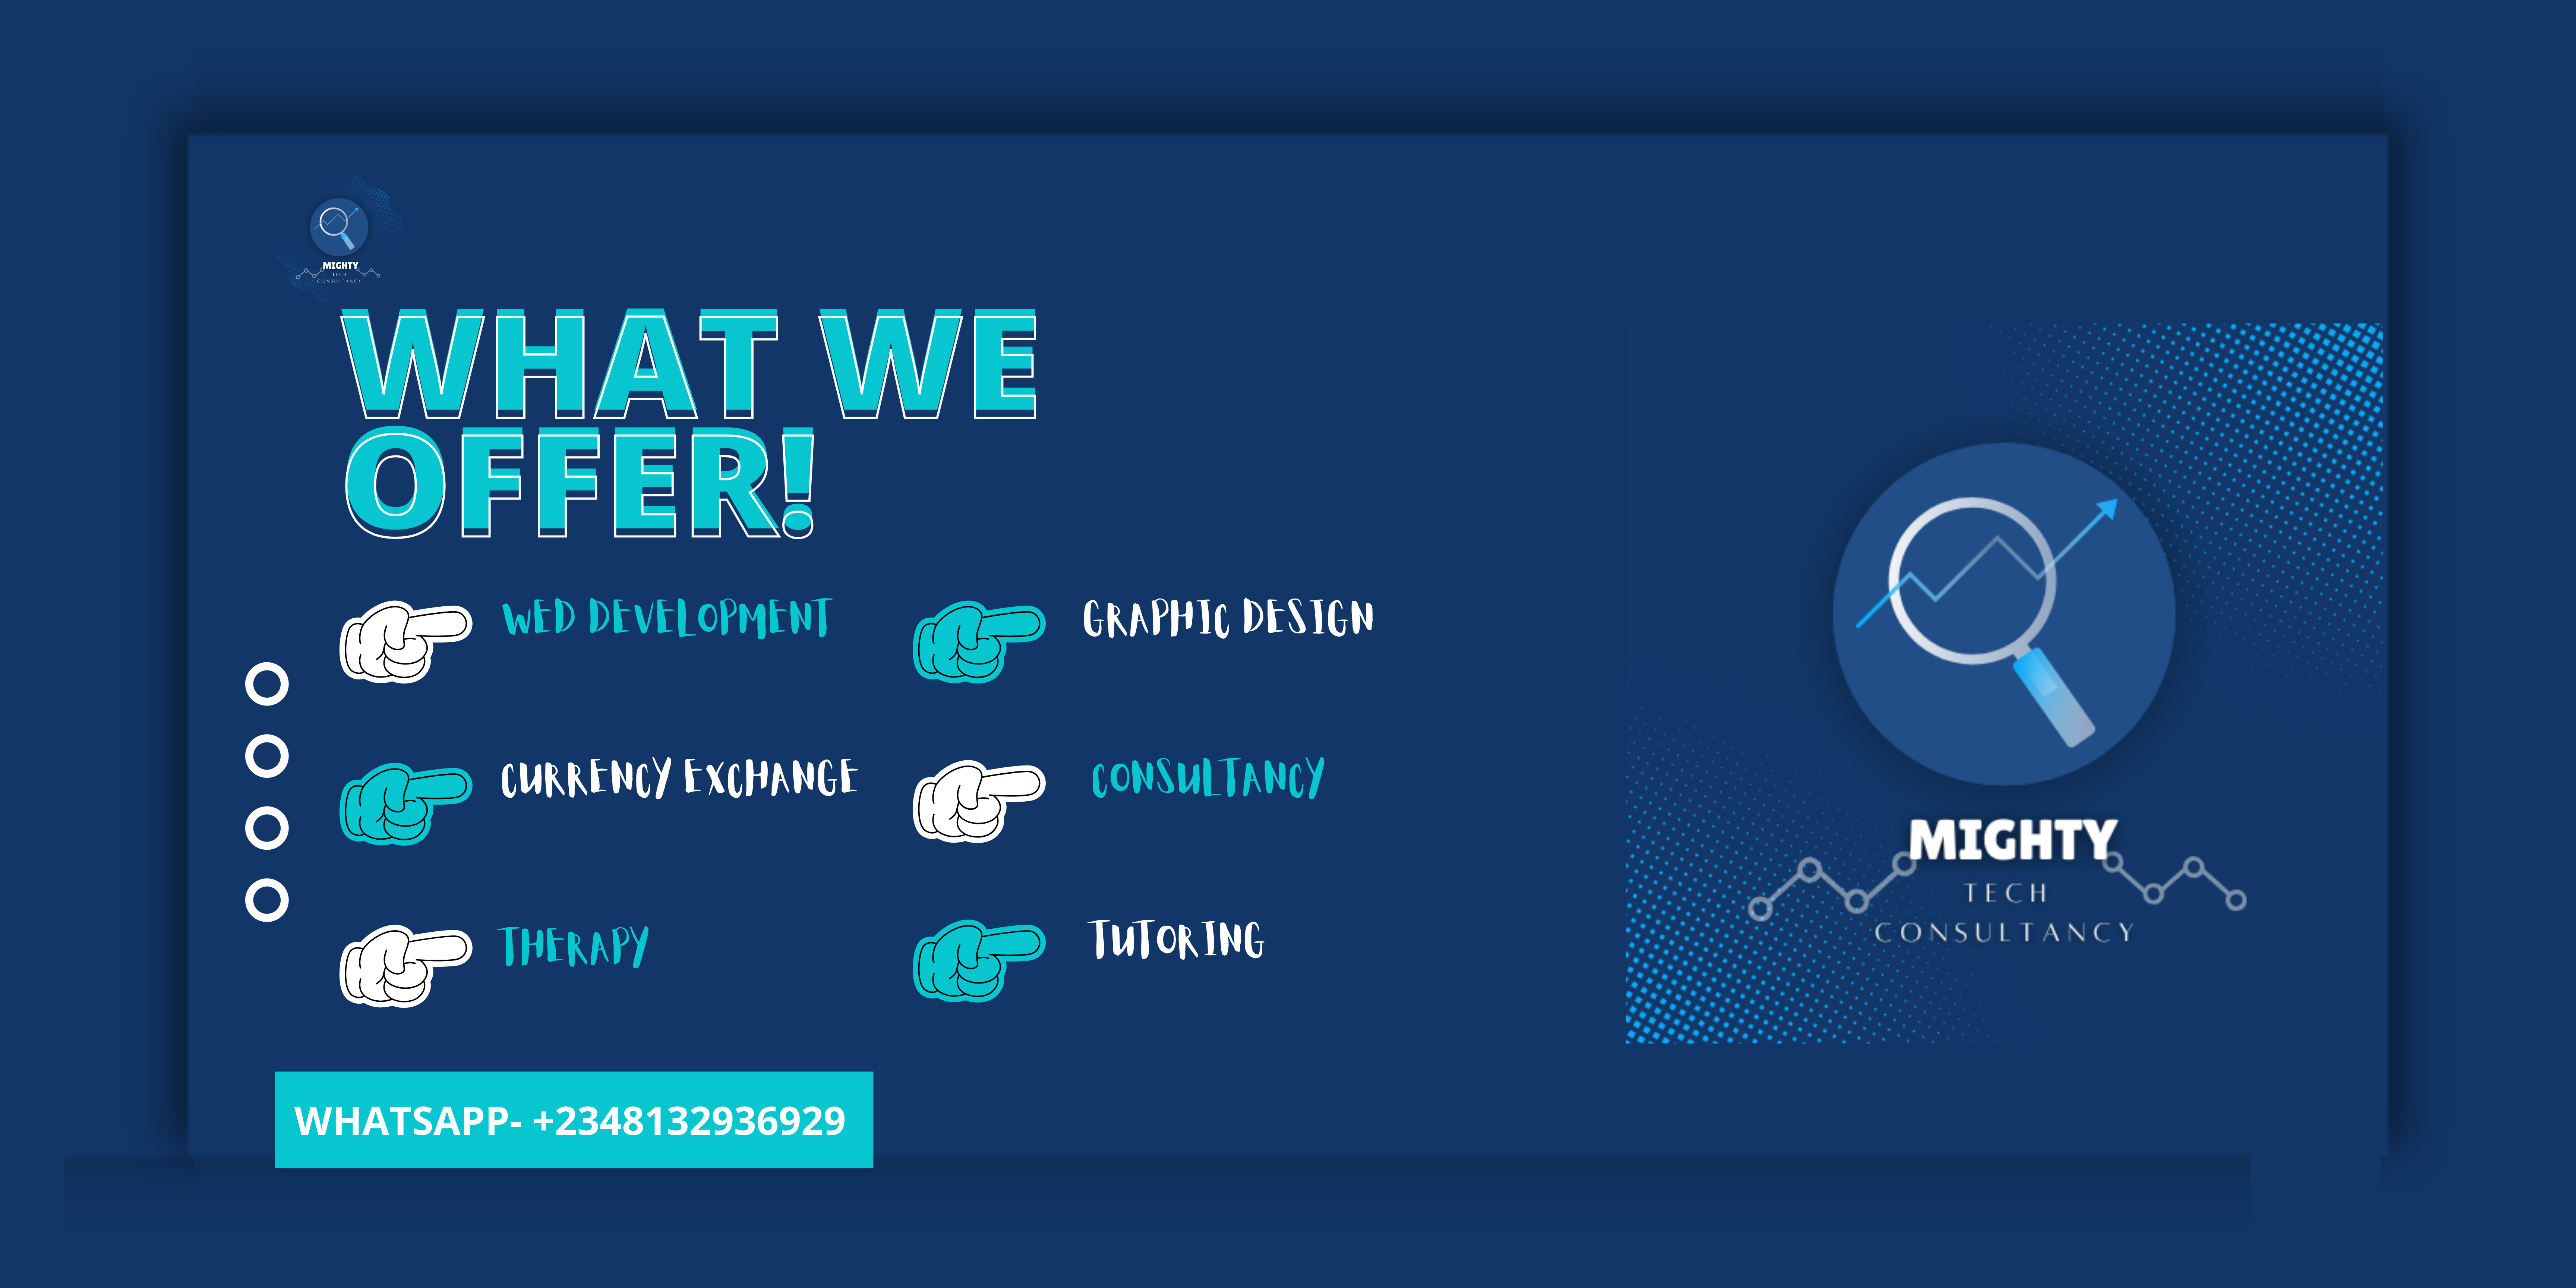 MIGHTY
TECH
CONSULTANCY
WHAT WE
OFFER!
WED DEVELOPMENT
GRAPHIC DESIGN
CURRENCY EXCHANGE
CONSULTANCY
THERAPY
TUTORING
WHATSAPP- +2348132936929
MIGHTY
TECH
CONSULTANCY